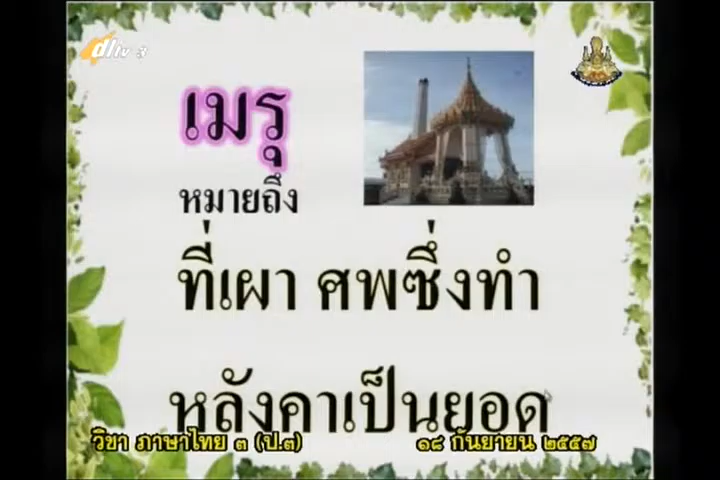 dltv 3
เมรุ
หมายถึง
ที่เผา ศพซึ่งทำ
หลังคาเป็นยอด
วิชา ภาษาไทย ๓ (ป.๓)
๑๘ กันยายน ๒๕๕๗